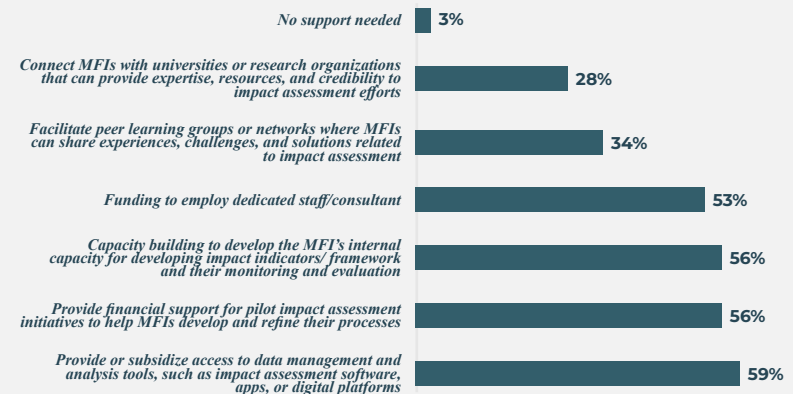 No support needed
3%
Connect MFIs with universities or research organizations
that can provide expertise, resources, and credibility to
impact assessment efforts
28%
Facilitate peer learning groups or networks where MFIs
can share experiences, challenges, and solutions related
to impact assessment
34%
Funding to employ dedicated staff/consultant
53%
Capacity building to develop the MFI's internal
capacity for developing impact indicators/ framework
and their monitoring and evaluation
56%
Provide financial support for pilot impact assessment
initiatives to help MFIs develop and refine their processes
56%
Provide or subsidize access to data management and
analysis tools, such as impact assessment software,
apps, or digital platforms
59%